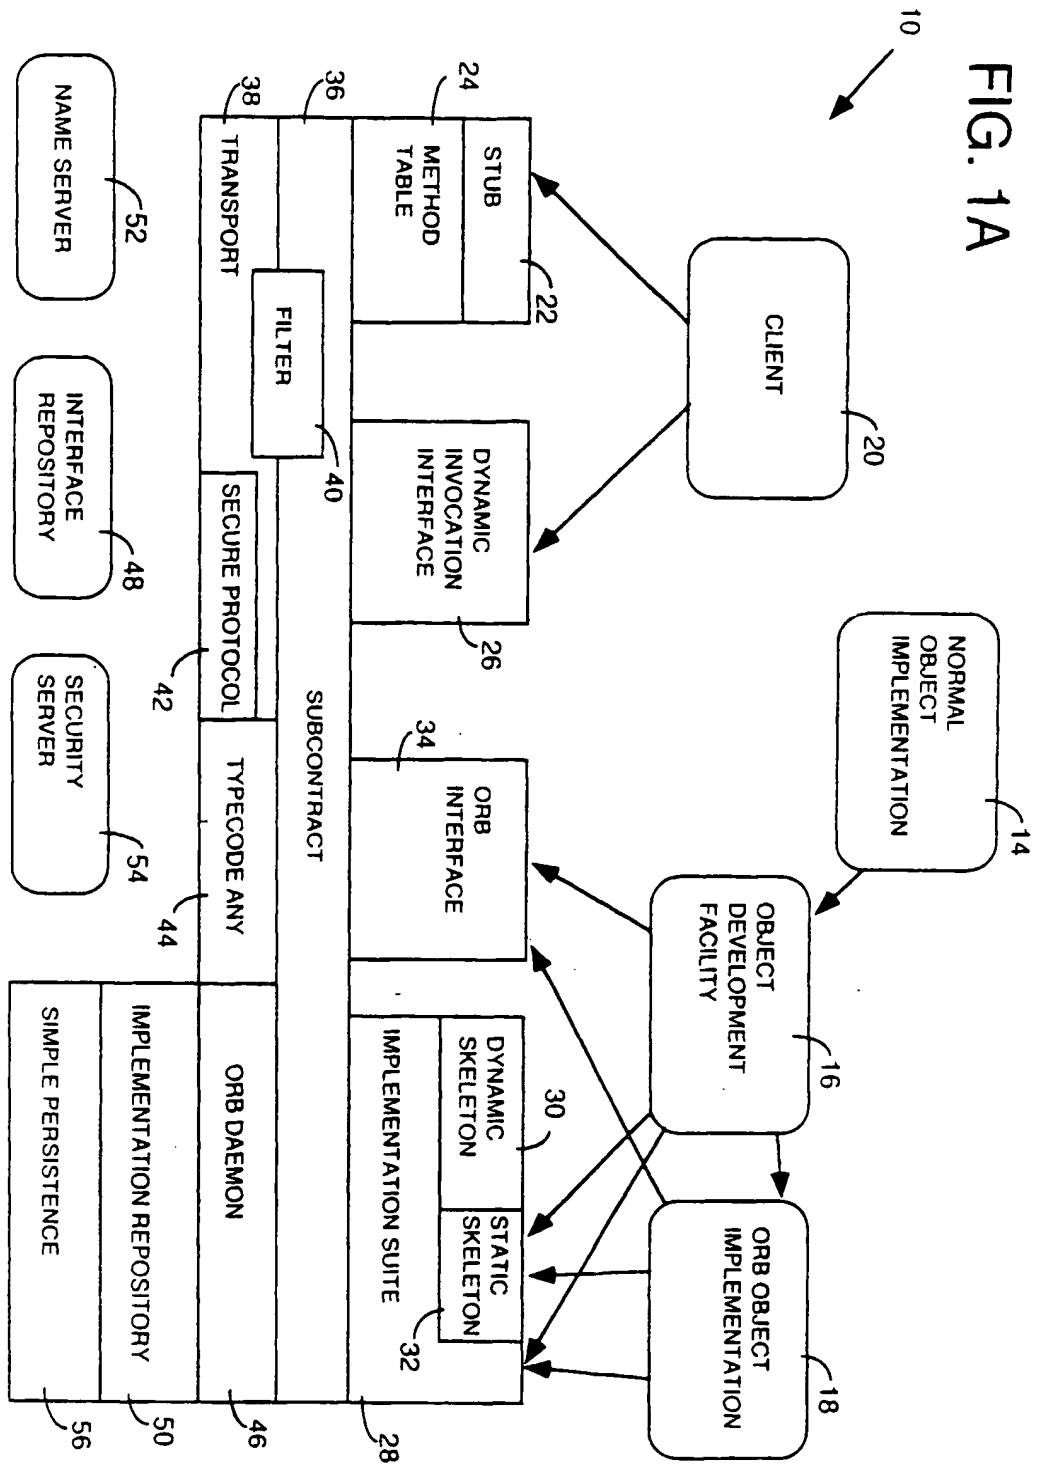 FIG. 1A
10
CLIENT
20
NORMAL
OBJECT
IMPLEMENTATION
14
OBJECT
DEVELOPMENT
FACILITY
16
ORB OBJECT
IMPLEMENTATION
18
STUB
22
METHOD
TABLE
24
DYNAMIC
INVOCATION
INTERFACE
26
ORB
INTERFACE
34
DYNAMIC
SKELETON
30
STATIC
SKELETON
32
IMPLEMENTATION SUITE
28
36
SUBCONTRACT
38
TRANSPORT
FILTER
40
SECURE PROTOCOL
42
TYPECODE ANY
44
ORB DAEMON
46
IMPLEMENTATION REPOSITORY
50
SIMPLE PERSISTENCE
56
NAME SERVER
52
INTERFACE
REPOSITORY
48
SECURITY
SERVER
54